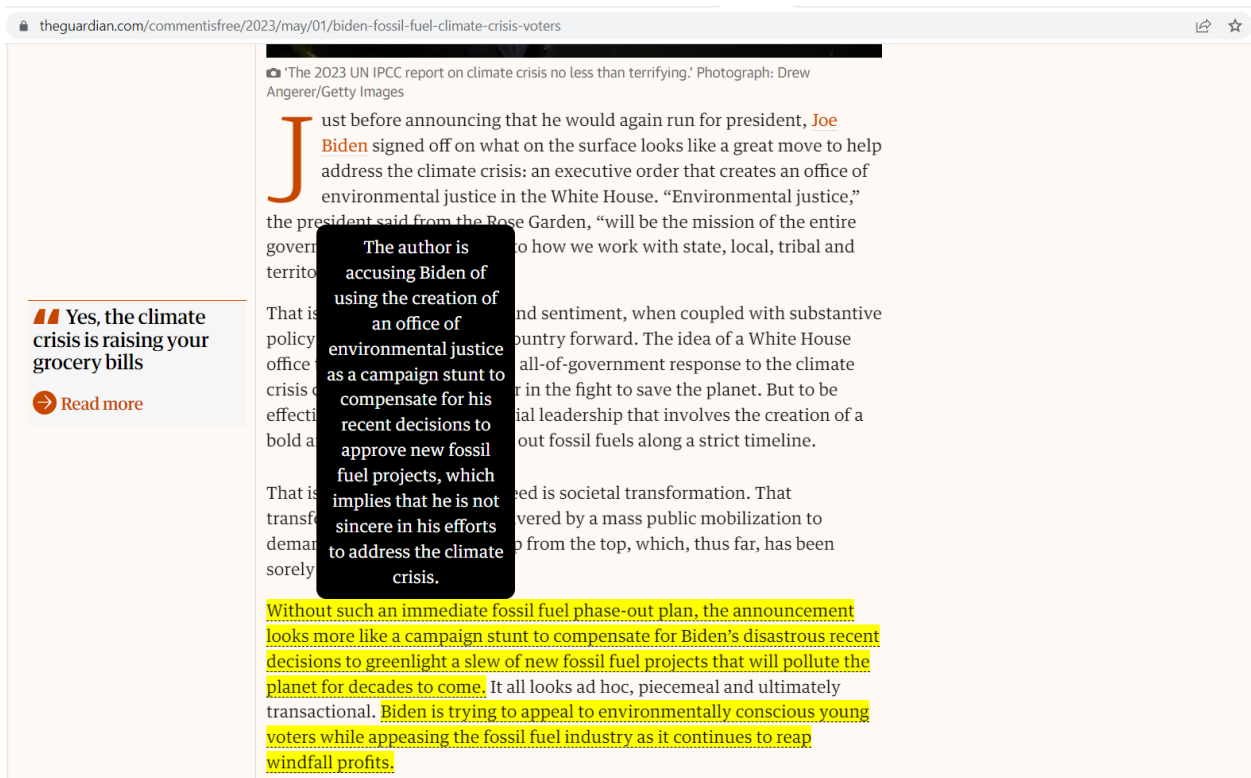 theguardian.com/commentisfree/2023/may/01/biden-fossil-fuel-climate-crisis-voters
'The 2023 UN IPCC report on climate crisis no less than terrifying.' Photograph: Drew
Angerer/Getty Images
Just before announcing that he would again run for president, Joe
Biden signed off on what on the surface looks like a great move to help
address the climate crisis: an executive order that creates an office of
environmental justice in the White House. “Environmental justice,”
the president said from the Rose Garden, “will be the mission of the entire
govern to how we work with state, local, tribal and
territo
That is nd sentiment, when coupled with substantive
policy ountry forward. The idea of a White House
office all-of-government response to the climate
crisis r in the fight to save the planet. But to be
effecti ial leadership that involves the creation of a
bold a out fossil fuels along a strict timeline.
That is eed is societal transformation. That
transfo vered by a mass public mobilization to
deman p from the top, which, thus far, has been
sorely
The author is
accusing Biden of
using the creation of
an office of
environmental justice
as a campaign stunt to
compensate for his
recent decisions to
approve new fossil
fuel projects, which
implies that he is not
sincere in his efforts
to address the climate
crisis.
Without such an immediate fossil fuel phase-out plan, the announcement
looks more like a campaign stunt to compensate for Biden’s disastrous recent
decisions to greenlight a slew of new fossil fuel projects that will pollute the
planet for decades to come. It all looks ad hoc, piecemeal and ultimately
transactional. Biden is trying to appeal to environmentally conscious young
voters while appeasing the fossil fuel industry as it continues to reap
windfall profits.
Yes, the climate
crisis is raising your
grocery bills
Read more